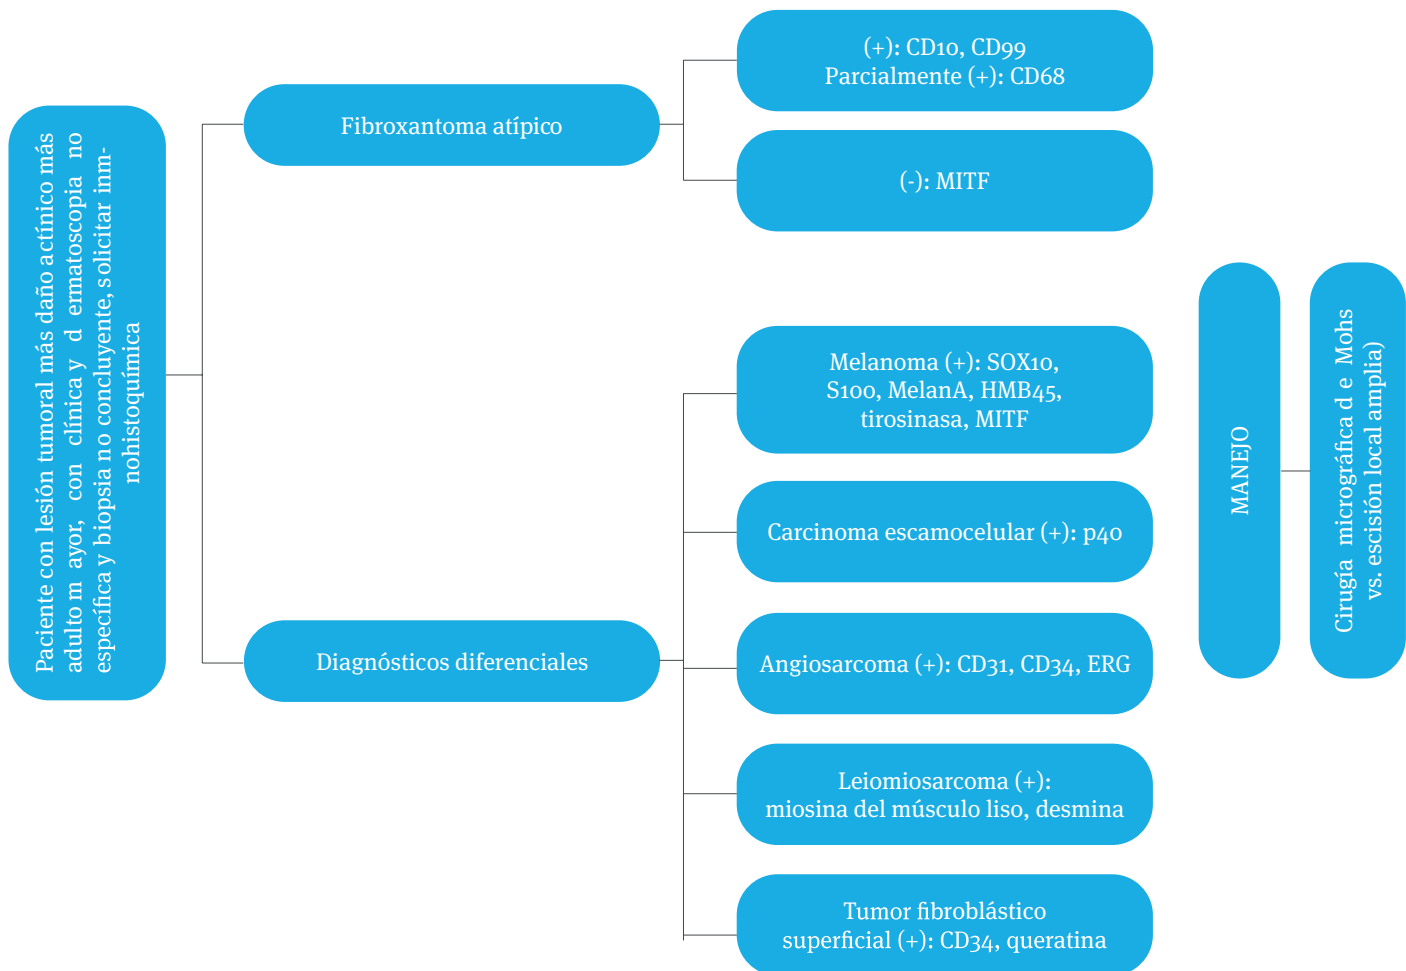 Paciente con lesión tumoral más daño actínico más
adulto m ayor, con clínica y d ermatoscopia no
específica y biopsia no concluyente, s olicitar inm-
nohistoquímica
Fibroxantoma atípico
(+): CD10, CD99
Parcialmente (+): CD68
(-): MITF
Diagnósticos diferenciales
Melanoma (+): SOX10,
S100, MelanA, HMB45,
tirosinasa, MITF
Carcinoma escamocelular (+): p40
Angiosarcoma (+): CD31, CD34, ERG
Leiomiosarcoma (+):
miosina del músculo liso, desmina
Tumor fibroblástico
superficial (+): CD34, queratina
MANEJO
Cirugía micrográfica d e Mohs
vs. escisión local amplia)